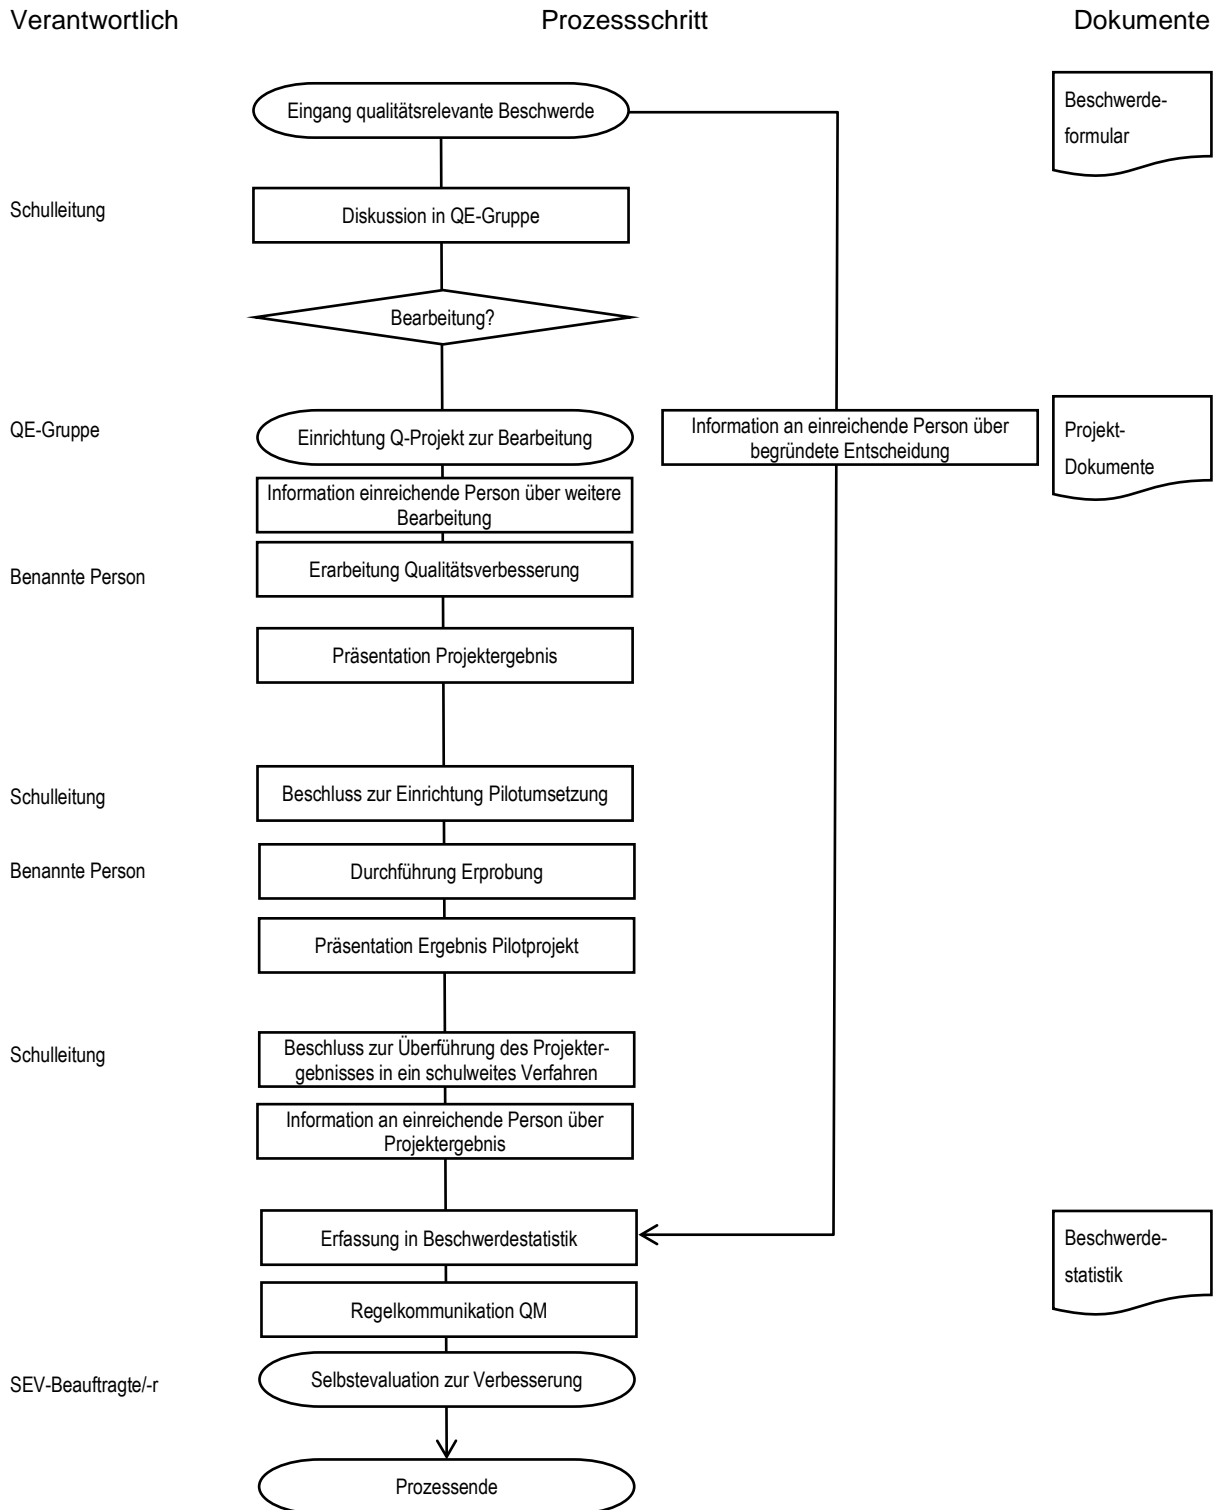 Verantwortlich
Prozessschritt
Dokumente
Eingang qualitätsrelevante Beschwerde
Beschwerde-
formular
Schulleitung
Diskussion in QE-Gruppe
Bearbeitung?
QE-Gruppe
Einrichtung Q-Projekt zur Bearbeitung
Information an einreichende Person über
begründete Entscheidung
Projekt-
Dokumente
Information einreichende Person über weitere
Bearbeitung
Benannte Person
Erarbeitung Qualitätsverbesserung
Präsentation Projektergebnis
Schulleitung
Beschluss zur Einrichtung Pilotumsetzung
Benannte Person
Durchführung Erprobung
Präsentation Ergebnis Pilotprojekt
Schulleitung
Beschluss zur Überführung des Projekter-
gebnisses in ein schulweites Verfahren
Information an einreichende Person über
Projektergebnis
Erfassung in Beschwerdestatistik
Beschwerde-
statistik
Regelkommunikation QM
SEV-Beauftragte/-r
Selbstevaluation zur Verbesserung
Prozessende